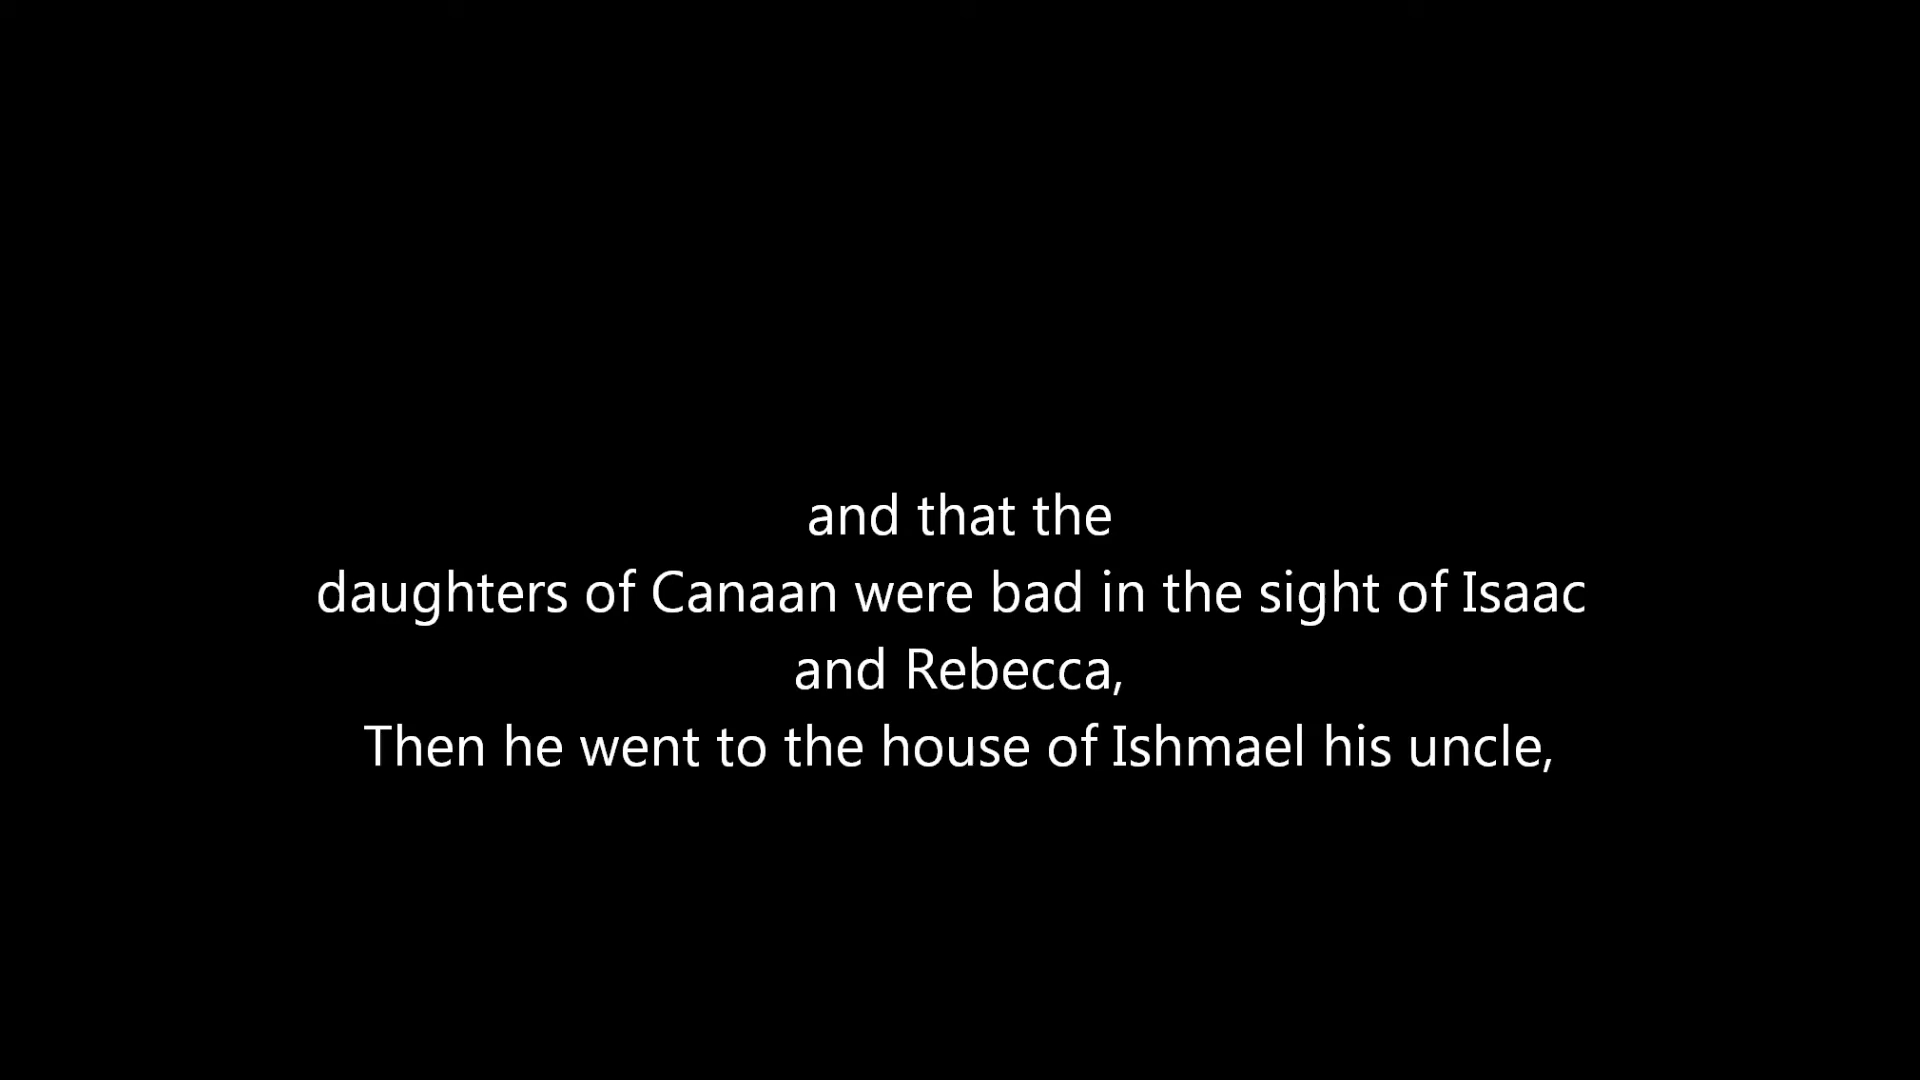 and that the
daughters of Canaan were bad in the sight of Isaac
and Rebecca,
Then he went to the house of Ishmael his uncle,